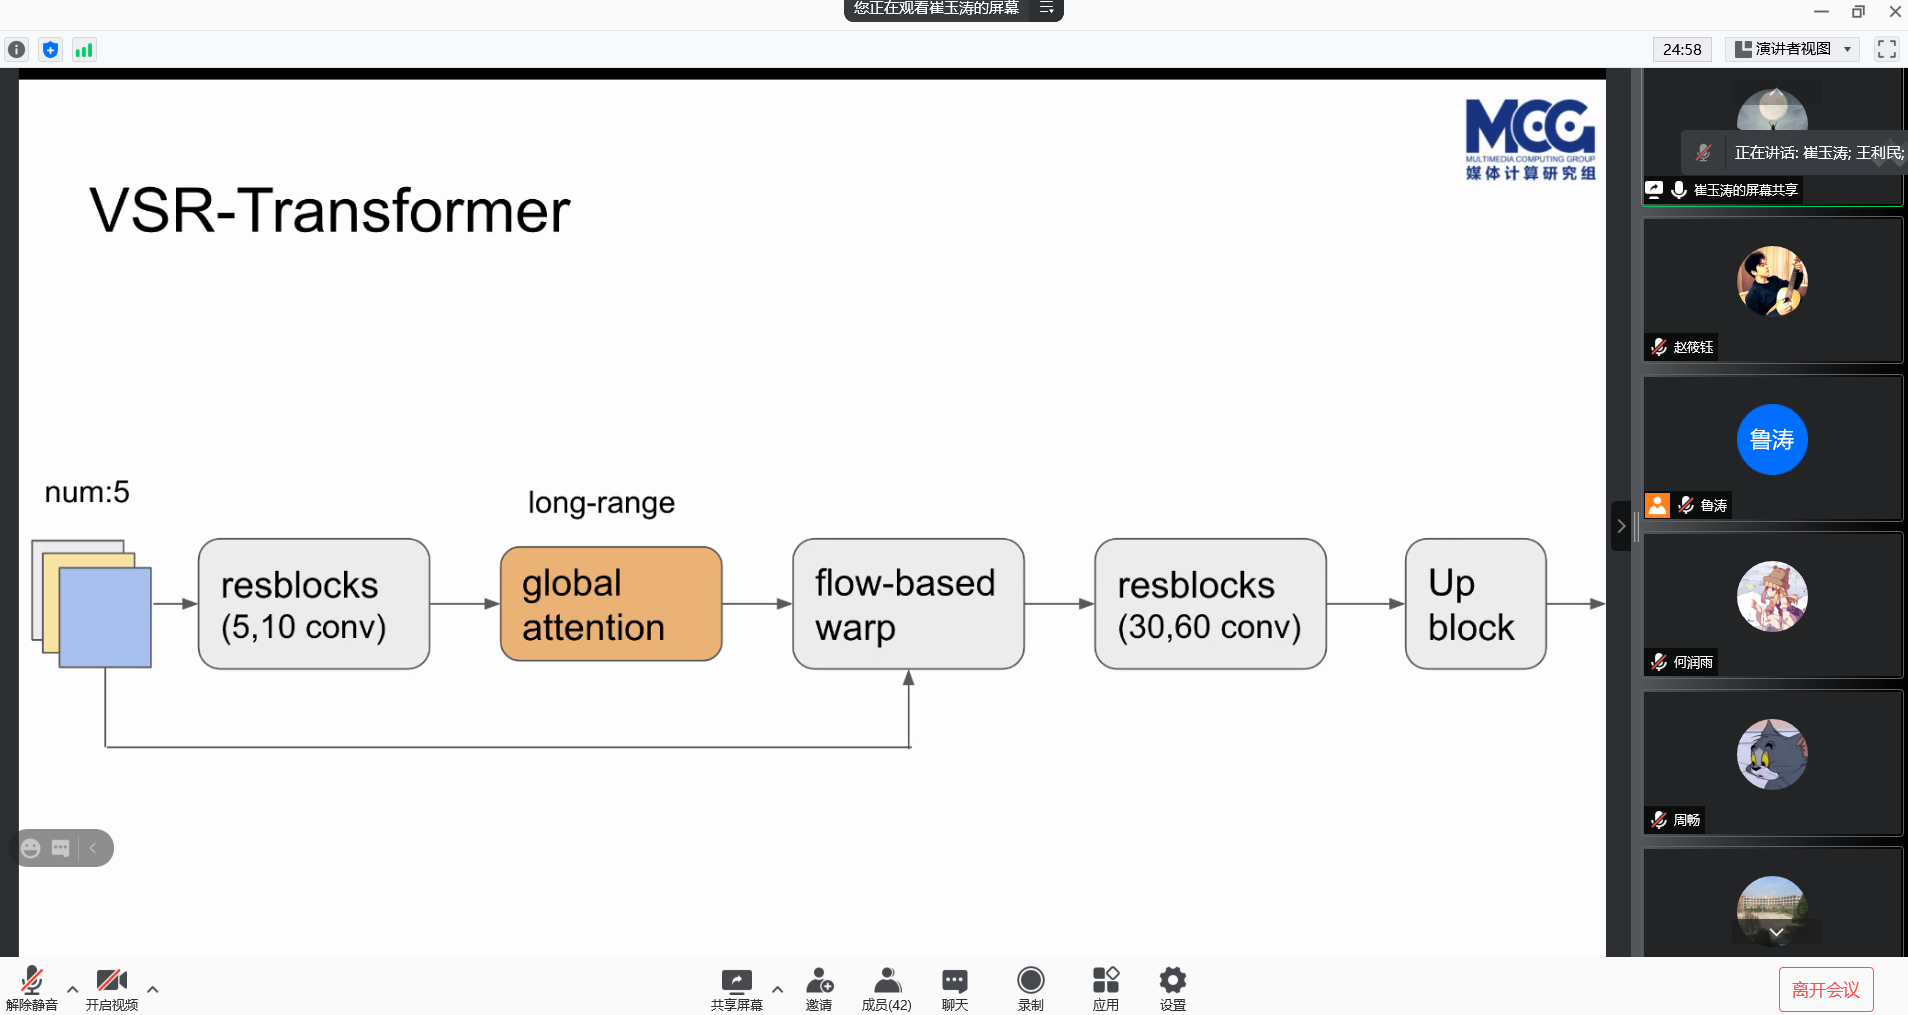 您正在观看崔玉涛的屏幕
24:58
演讲者视图
MCG
MULTIMEDIA COMPUTING GROUP
媒体计算研究组
VSR-Transformer
num:5
long-range
resblocks
(5,10 conv)
global
attention
flow-based
warp
resblocks
(30,60 conv)
Up
block
正在讲话: 崔玉涛; 王利民;
崔玉涛的屏幕共享
赵筱钰
鲁涛
鲁涛
何润雨
周畅
解除静音
开启视频
共享屏幕
邀请
成员(42)
聊天
录制
应用
设置
离开会议